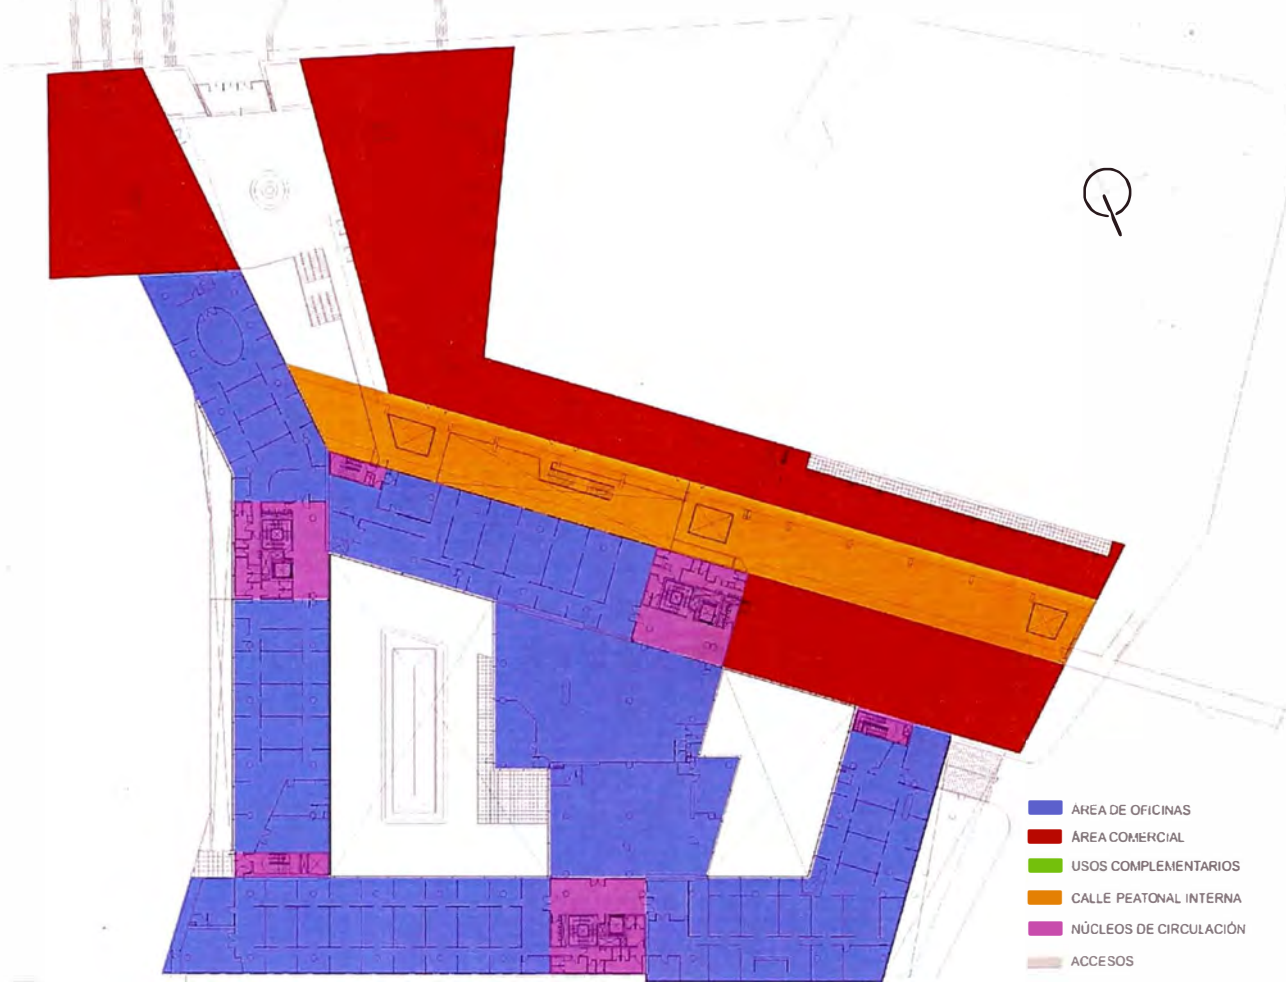 ÁREA DE OFICINAS
ÁREA COMERCIAL
USOS COMPLEMENTARIOS
CALLE PEATONAL INTERNA
NÚCLEOS DE CIRCULACIÓN
ACCESOS